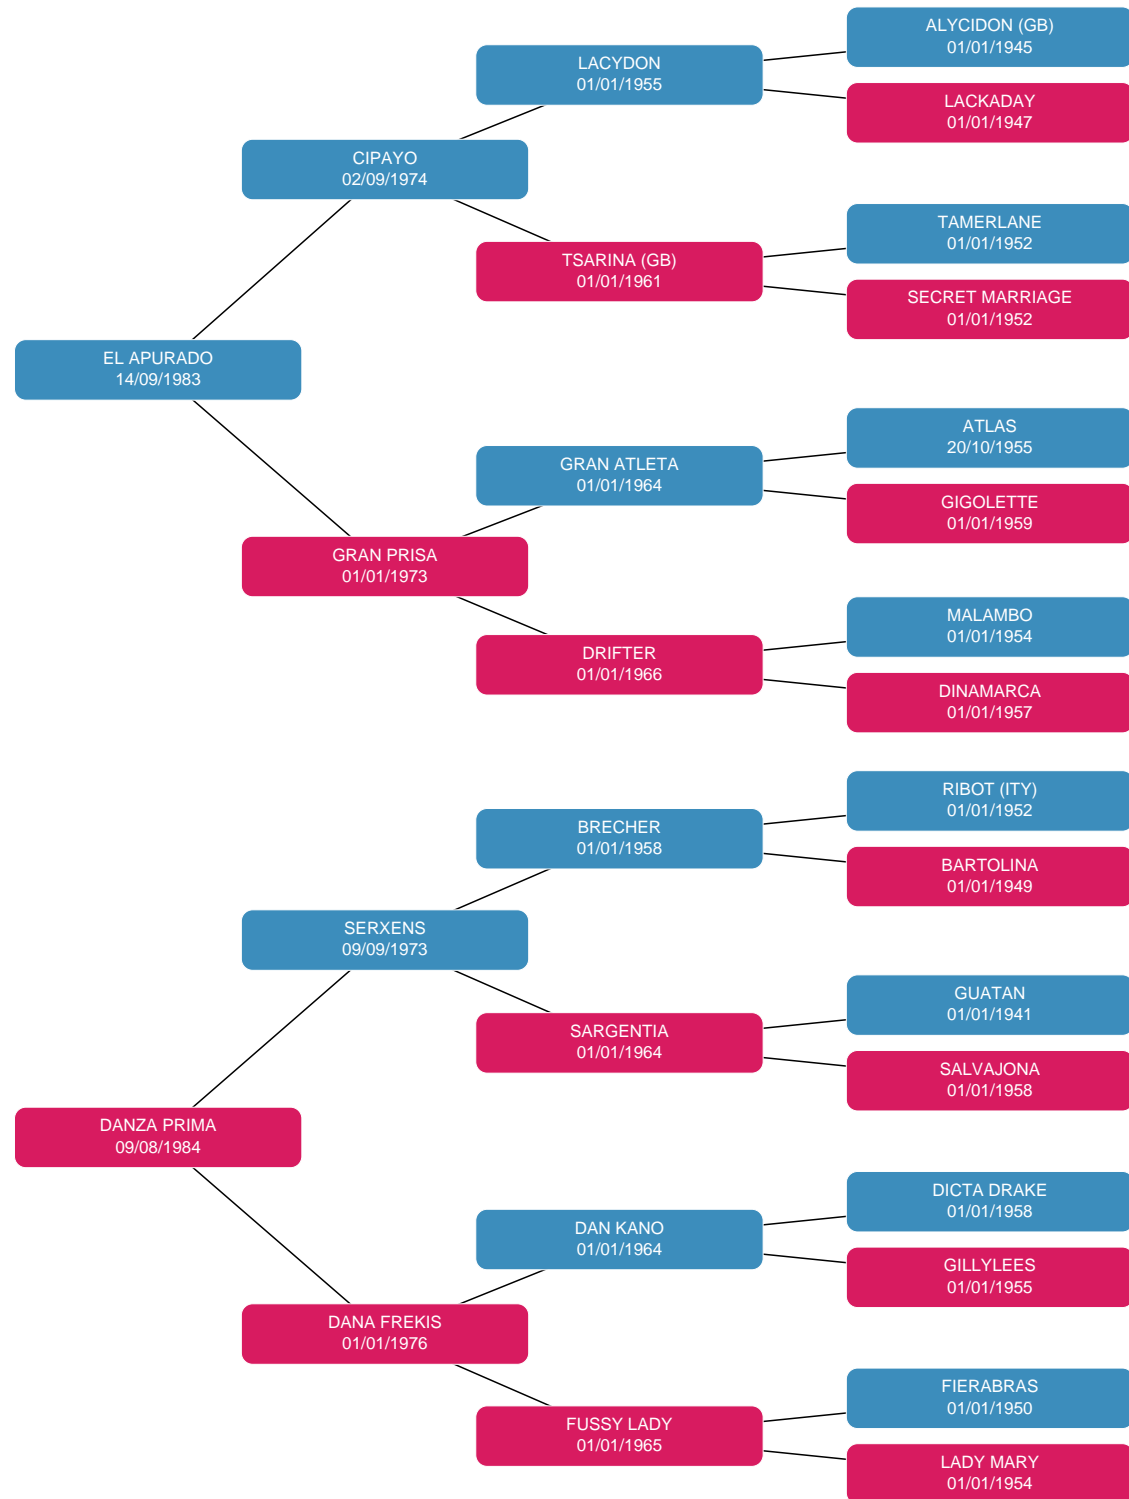 ALYCIDON (GB)
01/01/1945
LACYDON
01/01/1955
LACKADAY
01/01/1947
CIPAYO
02/09/1974
TAMERLANE
01/01/1952
TSARINA (GB)
01/01/1961
SECRET MARRIAGE
01/01/1952
EL APURADO
14/09/1983
ATLAS
20/10/1955
GRAN ATLETA
01/01/1964
GIGOLETTE
01/01/1959
GRAN PRISA
01/01/1973
MALAMBO
01/01/1954
DRIFTER
01/01/1966
DINAMARCA
01/01/1957
RIBOT (ITY)
01/01/1952
BRECHER
01/01/1958
BARTOLINA
01/01/1949
SERXENS
09/09/1973
GUATAN
01/01/1941
SARGENTIA
01/01/1964
SALVAJONA
01/01/1958
DANZA PRIMA
09/08/1984
DICTA DRAKE
01/01/1958
DAN KANO
01/01/1964
GILLYLEES
01/01/1955
DANA FREKIS
01/01/1976
FIERABRAS
01/01/1950
FUSSY LADY
01/01/1965
LADY MARY
01/01/1954